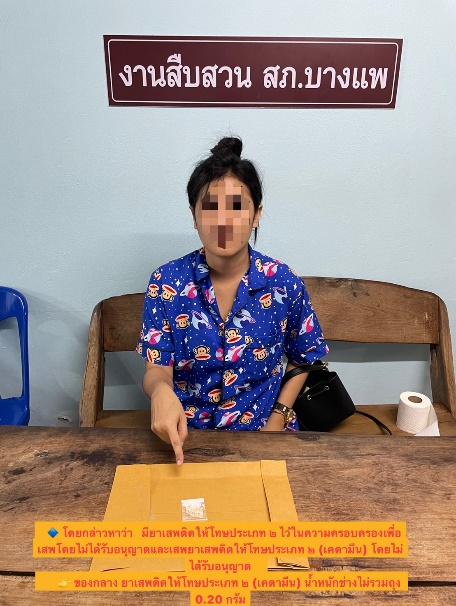 งานสืบสวน สภ.บางแพ
🔷 โดยกล่าวหาว่า มียาเสพติดให้โทษประเภท ๒ ไว้ในความครอบครองเพื่อ
เสพโดยไม่ได้รับอนุญาตและเสพยาเสพติดให้โทษประเภท ๒ (เคตามีน) โดยไม่
ได้รับอนุญาต
👉 ของกลาง ยาเสพติดให้โทษประเภท ๒ (เคตามีน) น้ำหนักชั่งไม่รวมถุง
0.20 กรัม